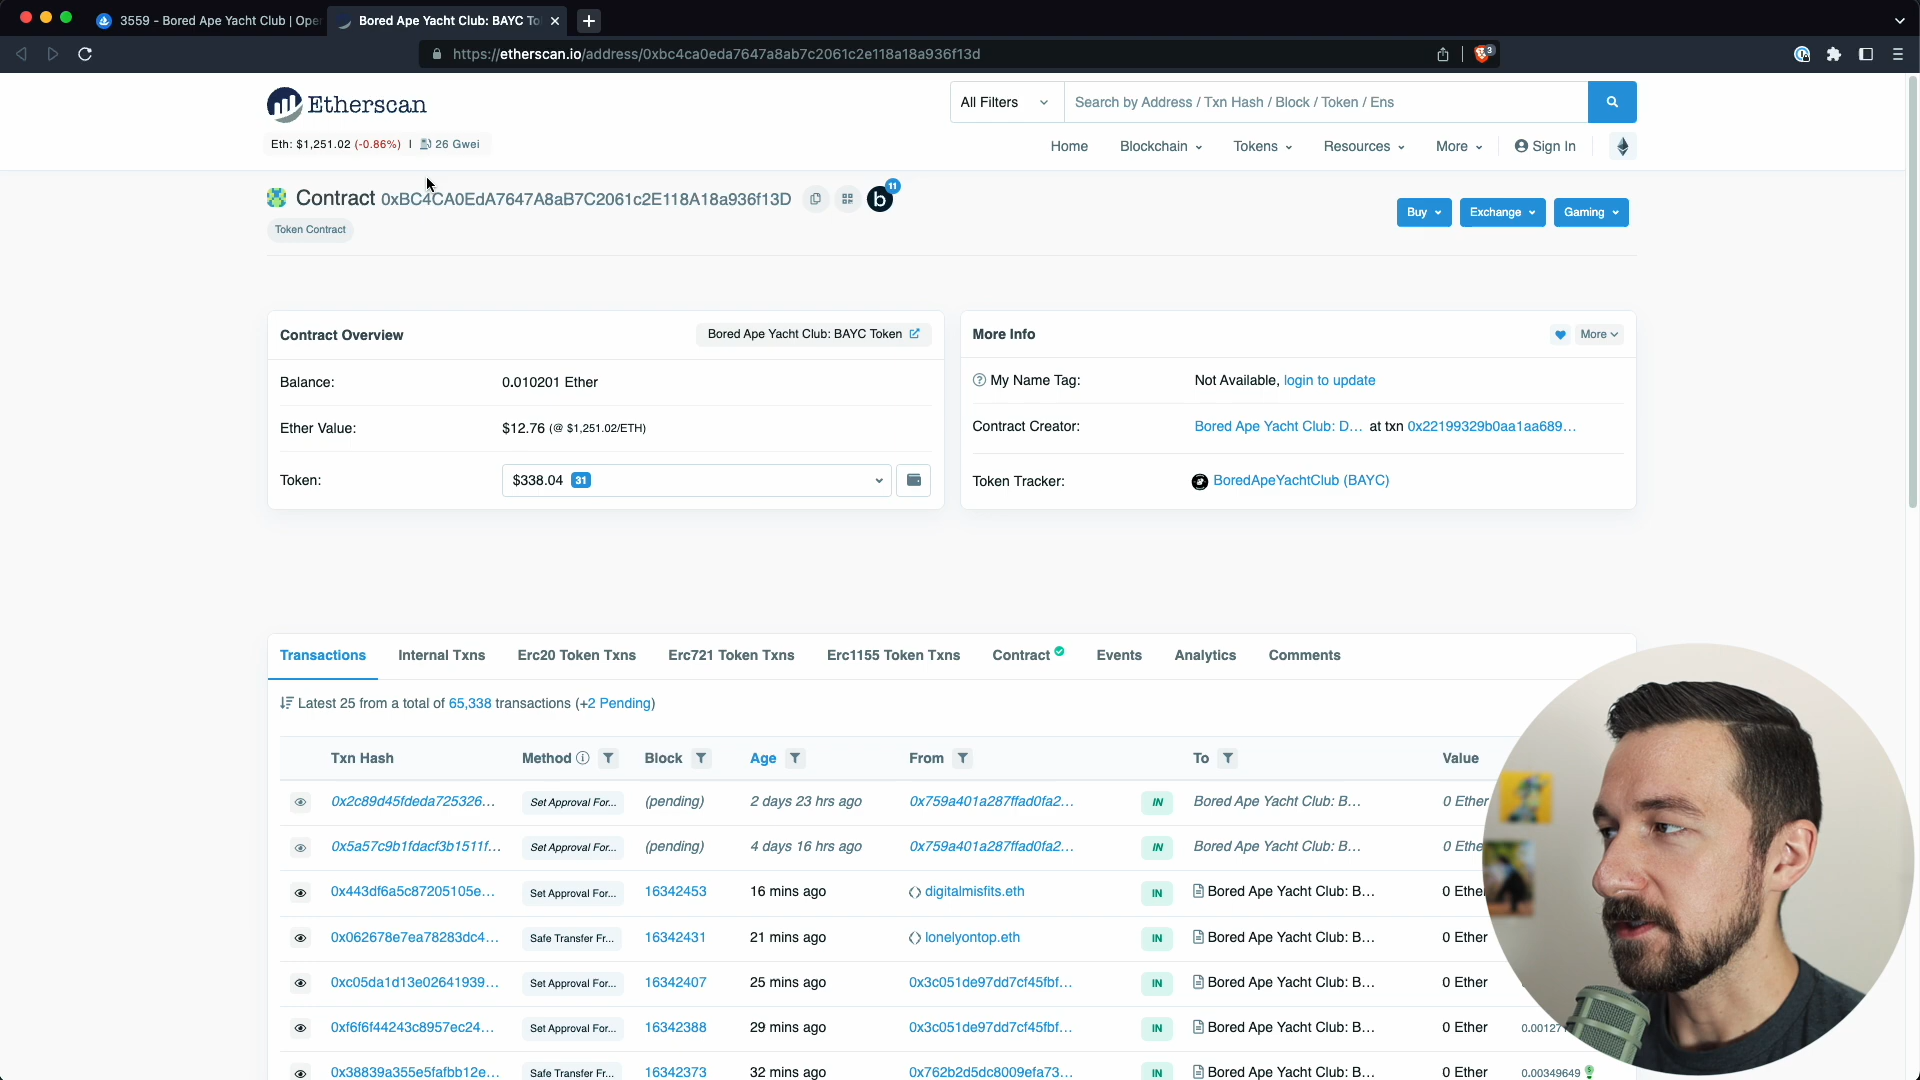 3559 - Bored Ape Yacht Club | Open
Bored Ape Yacht Club: BAYC To
https://etherscan.io/address/0xbc4ca0eda7647a8ab7c2061c2e118a18a936f13d
3
Etherscan
All Filters
Search by Address / Txn Hash / Block / Token / Ens
Eth: $1,251.02 (-0.86%) | 26 Gwei
Home
Blockchain
Tokens
Resources
More
Sign In
Contract 0xBC4CA0EdA7647A8aB7C2061c2E118A18a936f13D
b
11
Token Contract
Buy
Exchange
Gaming
Contract Overview
Bored Ape Yacht Club: BAYC Token
Balance:
0.010201 Ether
Ether Value:
$12.76 (@ $1,251.02/ETH)
Token:
$338.04 31
More Info
More
My Name Tag:
Not Available, login to update
Contract Creator:
Bored Ape Yacht Club: D... at txn 0x22199329b0aa1aa689...
Token Tracker:
BoredApeYachtClub (BAYC)
Transactions
Internal Txns
Erc20 Token Txns
Erc721 Token Txns
Erc1155 Token Txns
Contract
Events
Analytics
Comments
Latest 25 from a total of 65,338 transactions (+2 Pending)
Txn Hash Method Block Age From To Value
0x2c89d45fdeda725326... Set Approval For... (pending) 2 days 23 hrs ago 0x759a401a287ffad0fa2... IN Bored Ape Yacht Club: B... 0 Ether
0x5a57c9b1fdacf3b1511f... Set Approval For... (pending) 4 days 16 hrs ago 0x759a401a287ffad0fa2... IN Bored Ape Yacht Club: B... 0 Ethe
0x443df6a5c87205105e... Set Approval For... 16342453 16 mins ago digitalmisfits.eth IN Bored Ape Yacht Club: B... 0 Ethe
0x062678e7ea78283dc4... Safe Transfer Fr... 16342431 21 mins ago lonelyontop.eth IN Bored Ape Yacht Club: B... 0 Ether
0xc05da1d13e02641939... Set Approval For... 16342407 25 mins ago 0x3c051de97dd7cf45fbf... IN Bored Ape Yacht Club: B... 0 Ether
0xf6f6f44243c8957ec24... Set Approval For... 16342388 29 mins ago 0x3c051de97dd7cf45fbf... IN Bored Ape Yacht Club: B... 0 Ether
0x38839a355e5fafbb12e... Safe Transfer Fr... 16342373 32 mins ago 0x762b2d5dc8009efa73... IN Bored Ape Yacht Club: B... 0 Ether 0.00349649